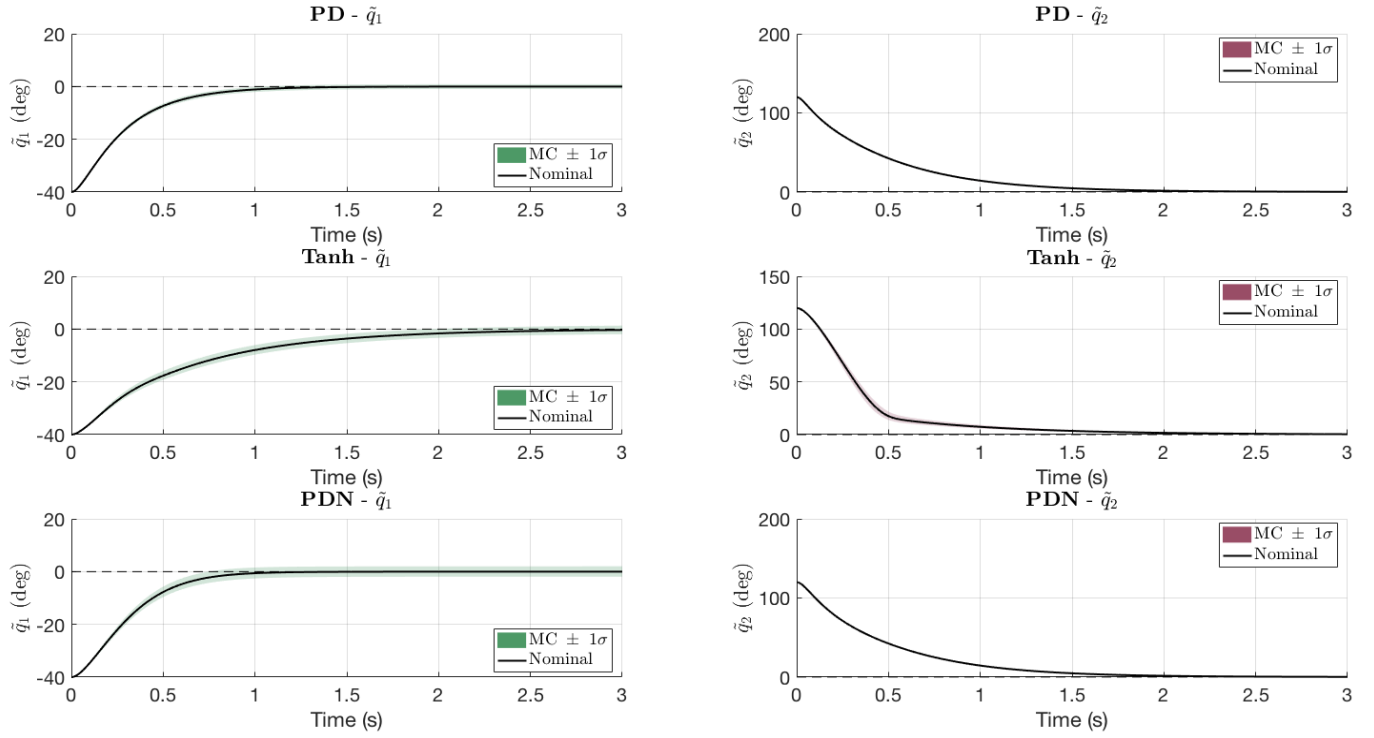 PD - q̃₁
20
0
-20
-40
q̃₁ (deg)
MC ± 1σ
Nominal
0 0.5 1 1.5 2 2.5 3
Time (s)
PD - q̃₂
200
100
0
q̃₂ (deg)
MC ± 1σ
Nominal
0 0.5 1 1.5 2 2.5 3
Time (s)
Tanh - q̃₁
20
0
-20
-40
q̃₁ (deg)
MC ± 1σ
Nominal
0 0.5 1 1.5 2 2.5 3
Time (s)
Tanh - q̃₂
150
100
50
0
q̃₂ (deg)
MC ± 1σ
Nominal
0 0.5 1 1.5 2 2.5 3
Time (s)
PDN - q̃₁
20
0
-20
-40
q̃₁ (deg)
MC ± 1σ
Nominal
0 0.5 1 1.5 2 2.5 3
Time (s)
PDN - q̃₂
200
100
0
q̃₂ (deg)
MC ± 1σ
Nominal
0 0.5 1 1.5 2 2.5 3
Time (s)